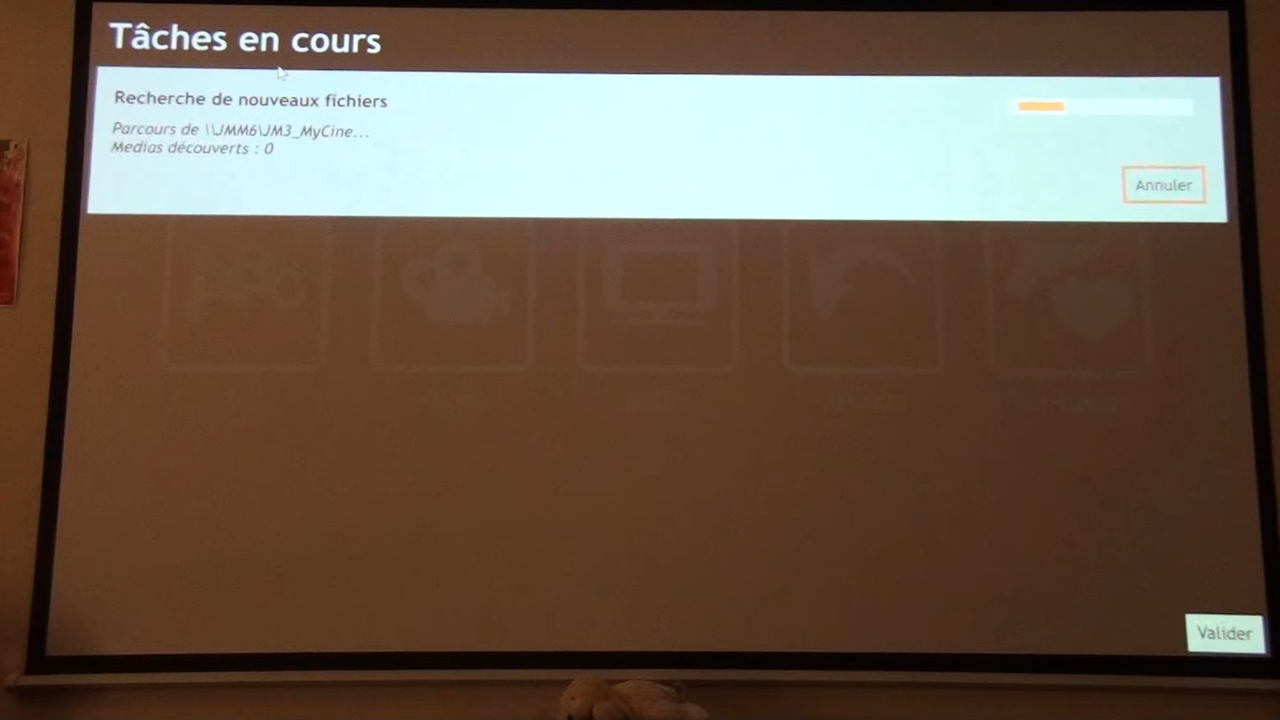 Tâches en cours
Recherche de nouveaux fichiers
Parcours de \\JMM6\JM3_MyCine...
Medias découverts : 0
Annuler
Valider